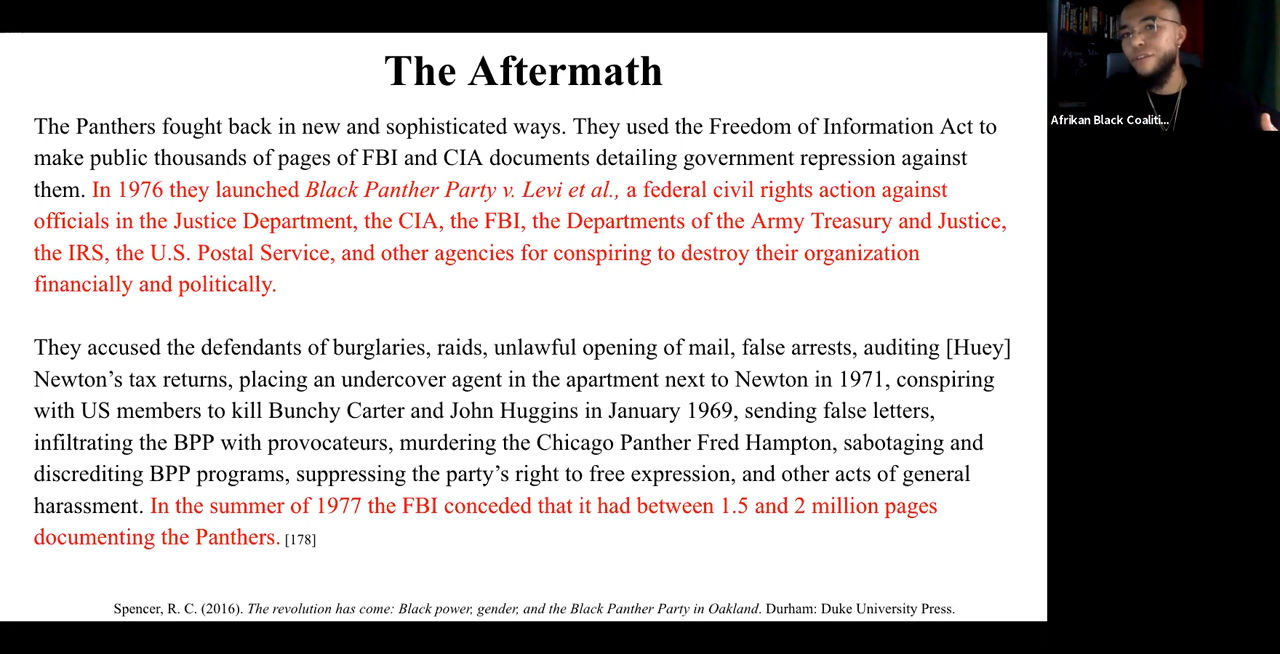 The Aftermath
The Panthers fought back in new and sophisticated ways. They used the Freedom of Information Act to
make public thousands of pages of FBI and CIA documents detailing government repression against
them. In 1976 they launched Black Panther Party v. Levi et al., a federal civil rights action against
officials in the Justice Department, the CIA, the FBI, the Departments of the Army Treasury and Justice,
the IRS, the U.S. Postal Service, and other agencies for conspiring to destroy their organization
financially and politically.
They accused the defendants of burglaries, raids, unlawful opening of mail, false arrests, auditing [Huey]
Newton’s tax returns, placing an undercover agent in the apartment next to Newton in 1971, conspiring
with US members to kill Bunchy Carter and John Huggins in January 1969, sending false letters,
infiltrating the BPP with provocateurs, murdering the Chicago Panther Fred Hampton, sabotaging and
discrediting BPP programs, suppressing the party’s right to free expression, and other acts of general
harassment. In the summer of 1977 the FBI conceded that it had between 1.5 and 2 million pages
documenting the Panthers. [178]
Spencer, R. C. (2016). The revolution has come: Black power, gender, and the Black Panther Party in Oakland. Durham: Duke University Press.
Afrikan Black Coaliti...